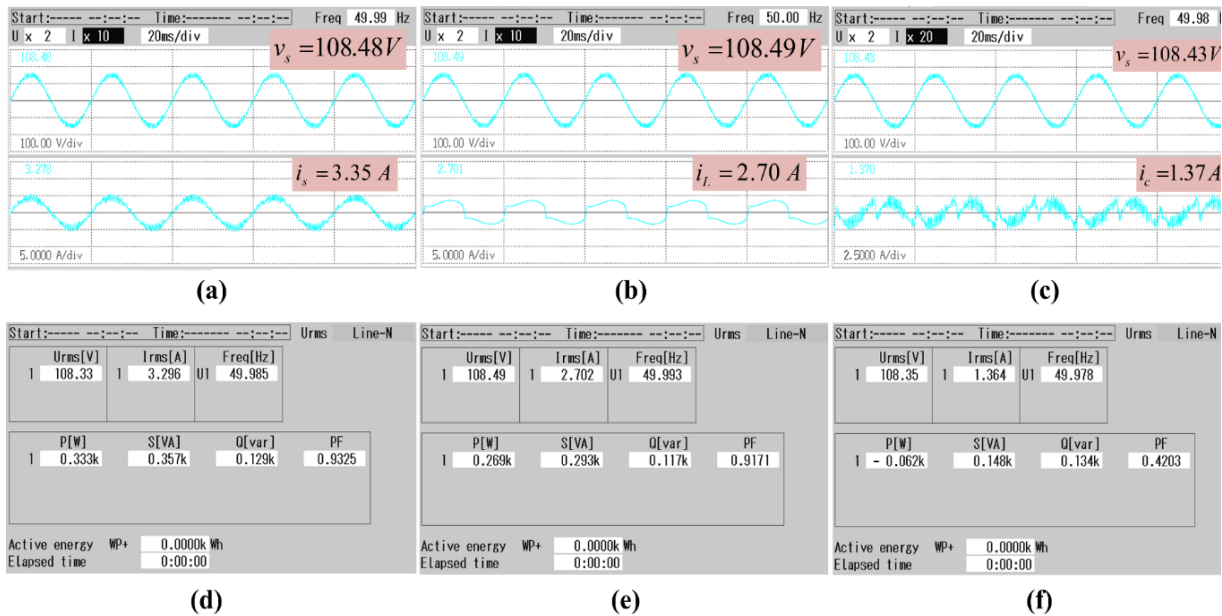 Start:----- --:--:-- Time:------- --:--:-- Freq 49.99 Hz
U x 2 I x 10 20ms/div
108.48
v_s =108.48V
100.00 V/div
3.278
i_s =3.35 A
5.0000 A/div
(a)
Start:----- --:--:-- Time:------- --:--:-- Freq 50.00 Hz
U x 2 I x 10 20ms/div
108.49
v_s =108.49V
100.00 V/div
2.701
i_L =2.70 A
5.0000 A/div
(b)
Start:----- --:--:-- Time:------- --:--:-- Freq 49.98 Hz
U x 2 I x 20 20ms/div
108.43
v_s =108.43V
100.00 V/div
1.370
i_c =1.37A
2.5000 A/div
(c)
Start:----- --:--:-- Time:------- --:--:-- Urms Line-N
Urms[V] Irms[A] Freq[Hz]
1 108.33 1 3.296 U1 49.985
P[W] S[VA] Q[var] PF
1 0.333k 0.357k 0.129k 0.9325
Active energy WP+ 0.0000k Wh
Elapsed time 0:00:00
(d)
Start:----- --:--:-- Time:------- --:--:-- Urms Line-N
Urms[V] Irms[A] Freq[Hz]
1 108.49 1 2.702 U1 49.993
P[W] S[VA] Q[var] PF
1 0.269k 0.293k 0.117k 0.9171
Active energy WP+ 0.0000k Wh
Elapsed time 0:00:00
(e)
Start:----- --:--:-- Time:------- --:--:-- Urms Line-N
Urms[V] Irms[A] Freq[Hz]
1 108.35 1 1.364 U1 49.978
P[W] S[VA] Q[var] PF
1 - 0.062k 0.148k 0.134k 0.4203
Active energy WP+ 0.0000k Wh
Elapsed time 0:00:00
(f)